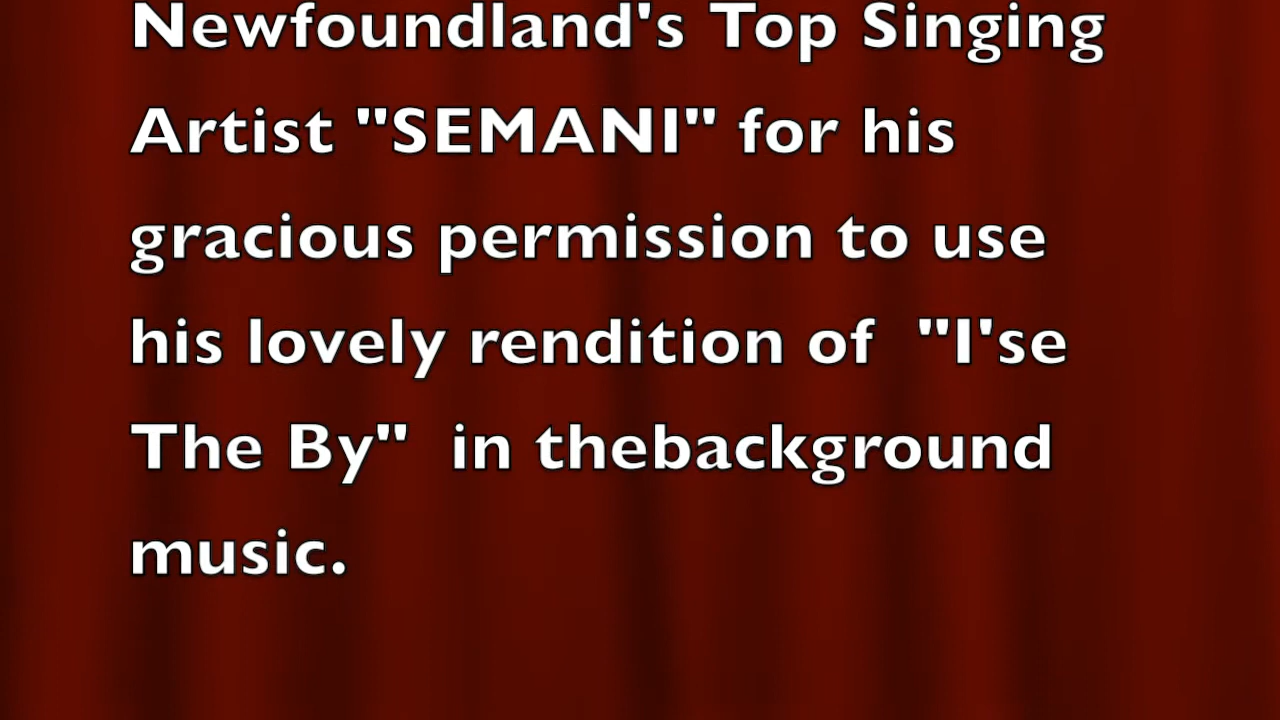 Newfoundland's Top Singing
Artist "SEMANI" for his
gracious permission to use
his lovely rendition of  "I'se
The By"  in thebackground
music.